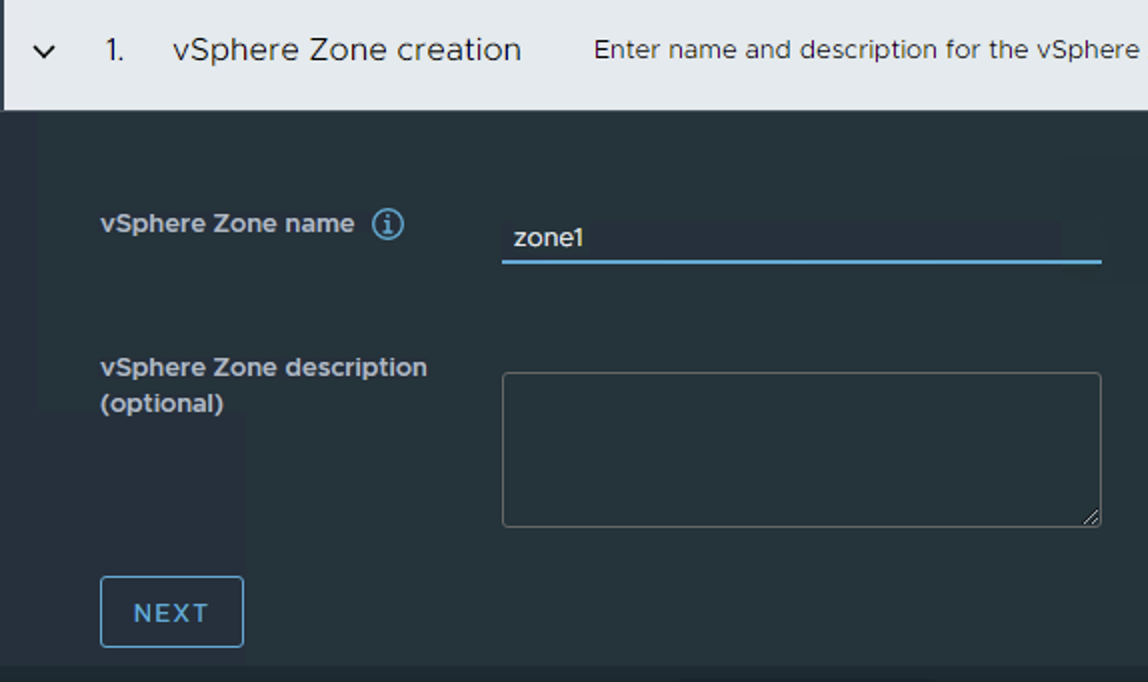 1. vSphere Zone creation Enter name and description for the vSphere
vSphere Zone name
zone1
vSphere Zone description
(optional)
NEXT